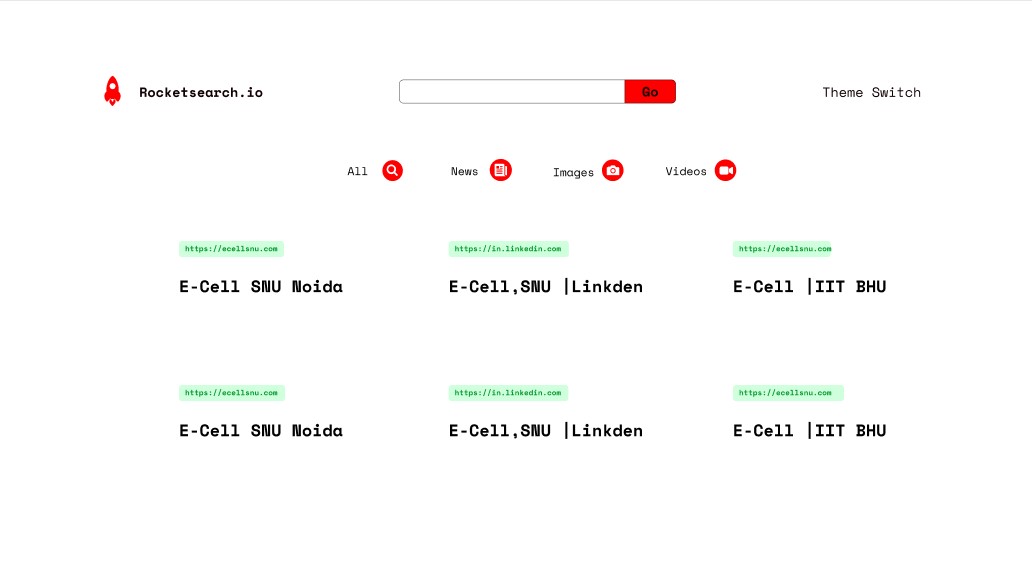 Rocketsearch.io
Go
Theme Switch
All
News
Images
Videos
https://ecellsnu.com
https://in.linkedin.com
https://ecellsnu.com
E-Cell SNU Noida
E-Cell,SNU |Linkden
E-Cell |IIT BHU
https://ecellsnu.com
https://in.linkedin.com
https://ecellsnu.com
E-Cell SNU Noida
E-Cell,SNU |Linkden
E-Cell |IIT BHU